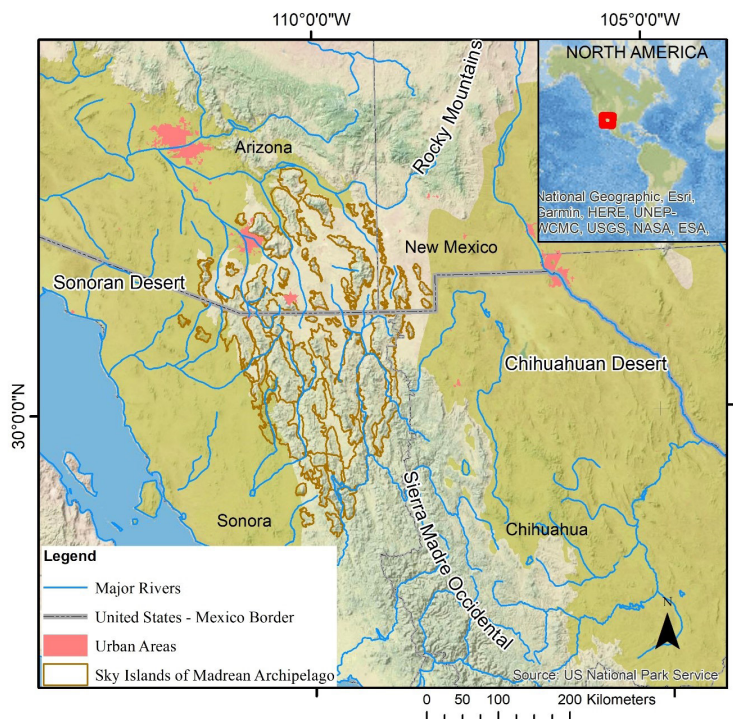 110°0'0"W
105°0'0"W
NORTH AMERICA
National Geographic, Esri,
Garmin, HERE, UNEP-
WCMC, USGS, NASA, ESA,
Rocky Mountains
Arizona
New Mexico
Sonoran Desert
Chihuahuan Desert
30°0'0"N
Sierra Madre Occidental
Sonora
Chihuahua
Legend
Major Rivers
United States - Mexico Border
Urban Areas
Sky Islands of Madrean Archipelago
N
Source: US National Park Service
0 50 100 200 Kilometers